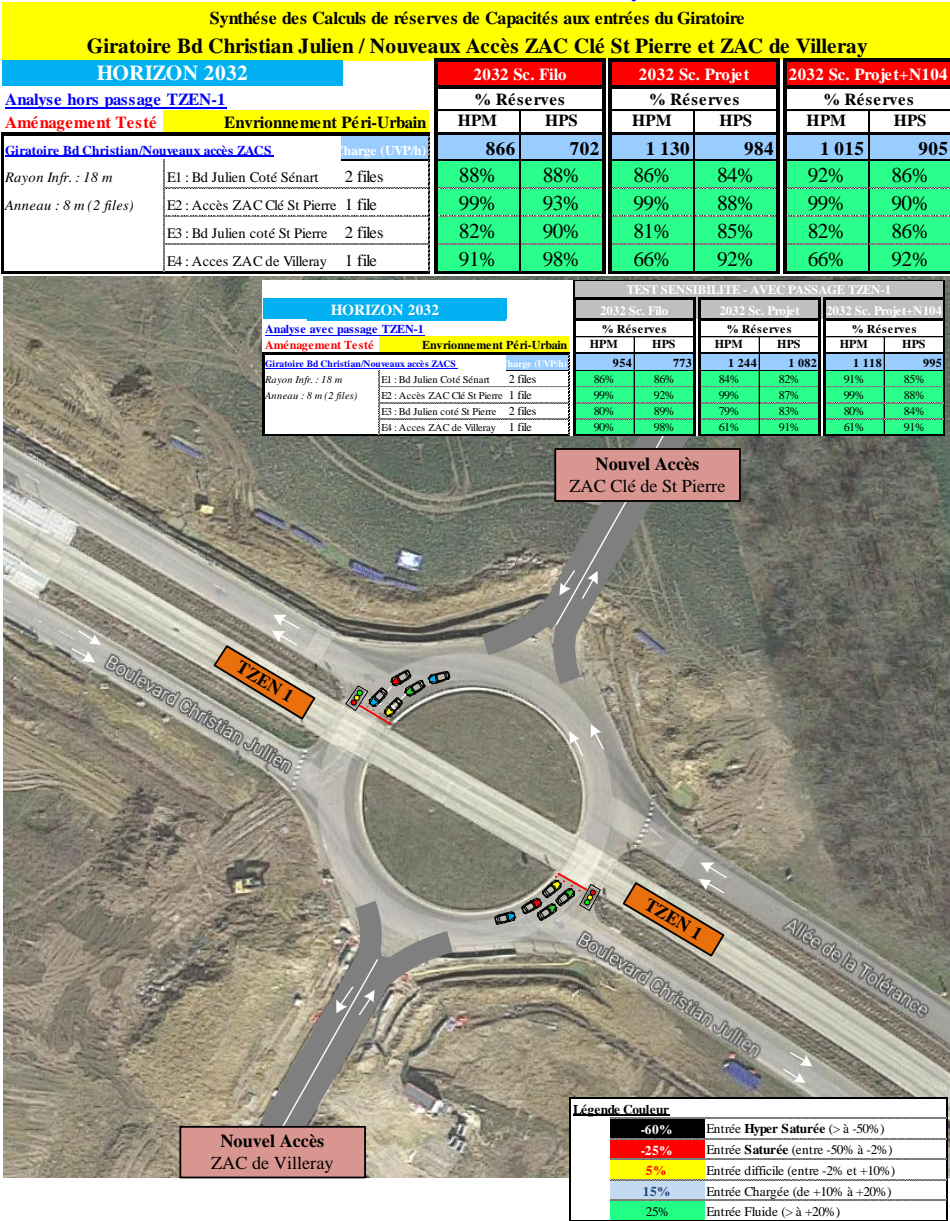 Synthése des Calculs de réserves de Capacités aux entrées du Giratoire
Giratoire Bd Christian Julien / Nouveaux Accès ZAC Clé St Pierre et ZAC de Villeray
HORIZON 2032 2032 Sc. Filo 2032 Sc. Projet 2032 Sc. Projet+N104
Analyse hors passage TZEN-1 % Réserves % Réserves % Réserves
Aménagement Testé Envrionnement Péri-Urbain HPM HPS HPM HPS HPM HPS
Giratoire Bd Christian/Nouveaux accès ZACS Charge (UVP/h) 866 702 1 130 984 1 015 905
Rayon Infr. : 18 m E1 : Bd Julien Coté Sénart 2 files 88% 88% 86% 84% 92% 86%
Anneau : 8 m (2 files) E2 : Accès ZAC Clé St Pierre 1 file 99% 93% 99% 88% 99% 90%
E3 : Bd Julien coté St Pierre 2 files 82% 90% 81% 85% 82% 86%
E4 : Acces ZAC de Villeray 1 file 91% 98% 66% 92% 66% 92%
TEST SENSIBILITE - AVEC PASSAGE TZEN-1
HORIZON 2032 2032 Sc. Filo 2032 Sc. Projet 2032 Sc. Projet+N104
Analyse avec passage TZEN-1 % Réserves % Réserves % Réserves
Aménagement Testé Envrionnement Péri-Urbain HPM HPS HPM HPS HPM HPS
Giratoire Bd Christian/Nouveaux accès ZACS Charge (UVP/h) 954 773 1 244 1 082 1 118 995
Rayon Infr. : 18 m E1 : Bd Julien Coté Sénart 2 files 86% 86% 84% 82% 91% 85%
Anneau : 8 m (2 files) E2 : Accès ZAC Clé St Pierre 1 file 99% 92% 99% 87% 99% 88%
E3 : Bd Julien coté St Pierre 2 files 80% 89% 79% 83% 80% 84%
E4 : Acces ZAC de Villeray 1 file 90% 98% 61% 91% 61% 91%
Nouvel Accès
ZAC Clé de St Pierre
TZEN 1
Boulevard Christian Jullien
TZEN 1
Allée de la Tolérance
Boulevard Christian Jullien
Nouvel Accès
ZAC de Villeray
Légende Couleur
-60% Entrée Hyper Saturée (> à -50%)
-25% Entrée Saturée (entre -50% à -2%)
5% Entrée difficile (entre -2% et +10%)
15% Entrée Chargée (de +10% à +20%)
25% Entrée Fluide (> à +20%)